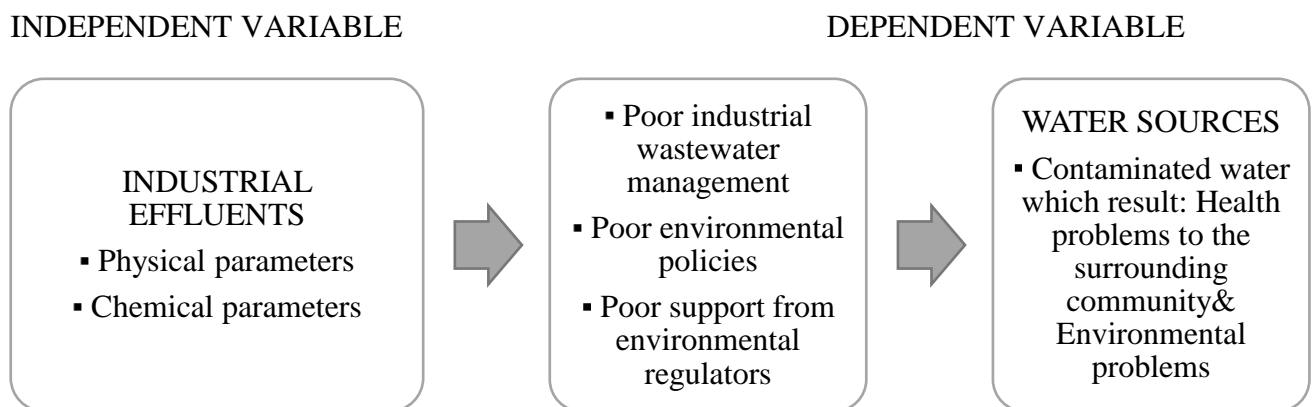 INDEPENDENT VARIABLE
DEPENDENT VARIABLE
INDUSTRIAL
EFFLUENTS
▪ Physical parameters
▪ Chemical parameters
▪ Poor industrial
wastewater
management
▪ Poor environmental
policies
▪ Poor support from
environmental
regulators
WATER SOURCES
▪ Contaminated water
which result: Health
problems to the
surrounding
community&
Environmental
problems